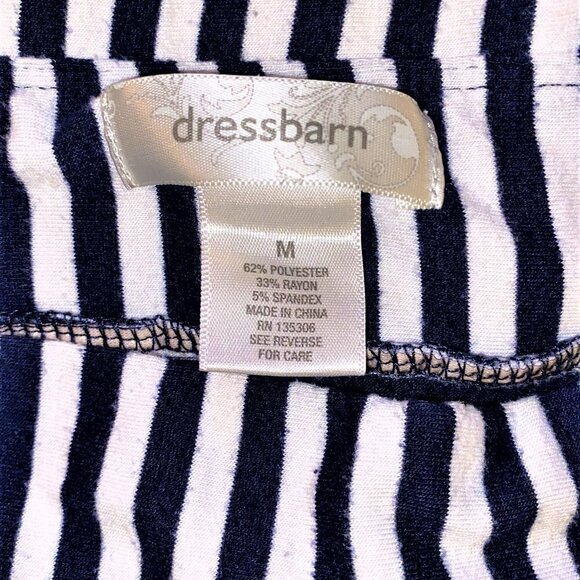 dressbarn
M
62% POLYESTER
33% RAYON
5% SPANDEX
MADE IN CHINA
RN 135306
SEE REVERSE
FOR CARE